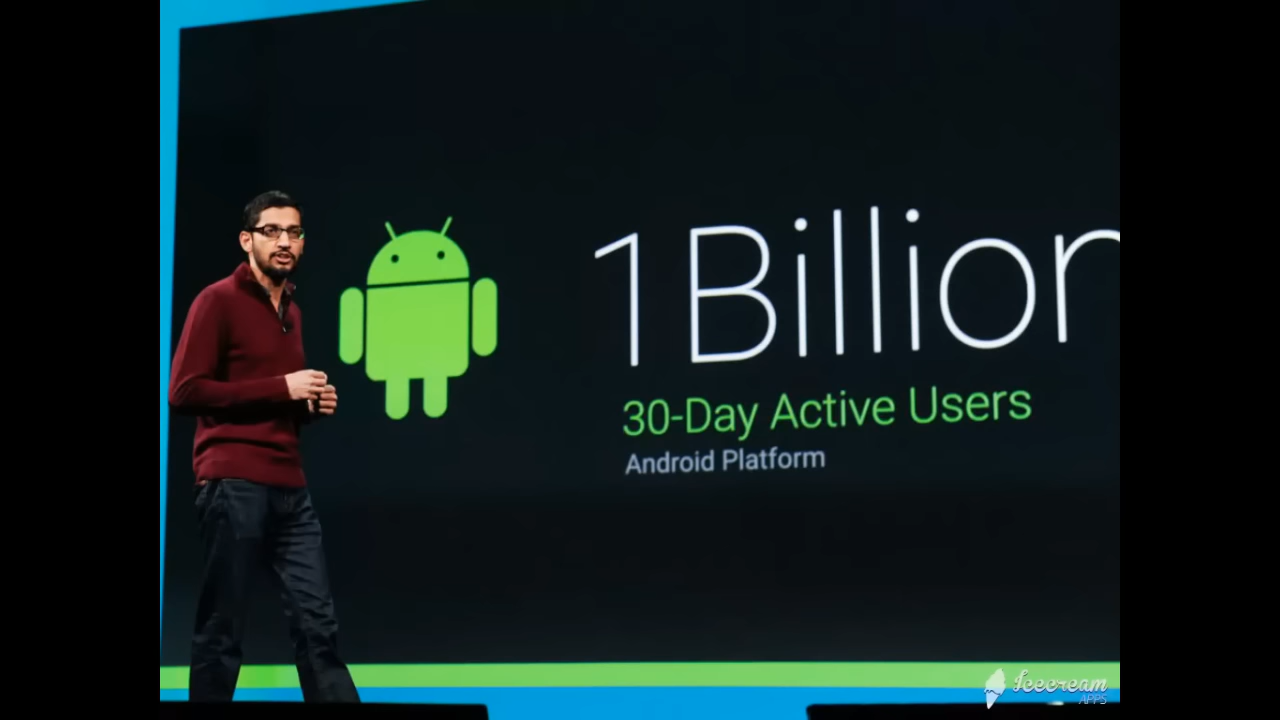 1 Billion
30-Day Active Users
Android Platform
Icecream
APPS